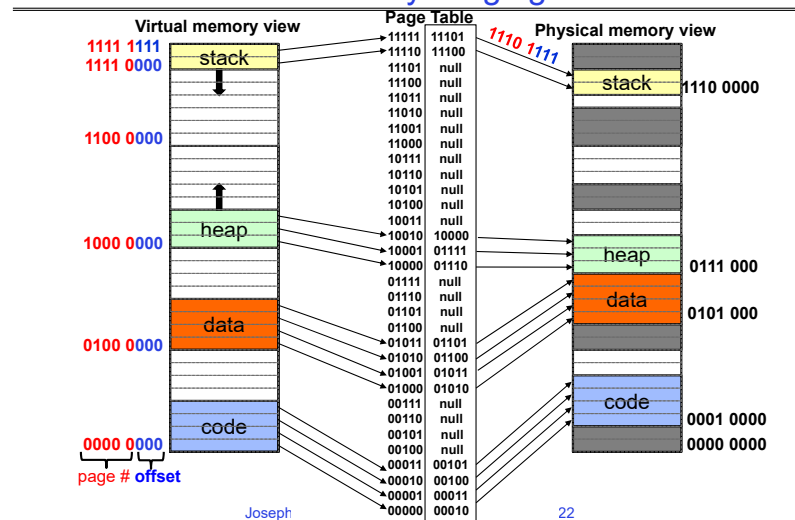 Virtual memory view
1111 1111
1111 0000
stack
1100 0000
heap
1000 0000
data
0100 0000
code
0000 0000
page # offset
Page Table
11111 11101
11110 11100
11101 null
11100 null
11011 null
11010 null
11001 null
11000 null
10111 null
10110 null
10101 null
10100 null
10011 null
10010 10000
10001 01111
10000 01110
01111 null
01110 null
01101 null
01100 null
01011 01101
01010 01100
01001 01011
01000 01010
00111 null
00110 null
00101 null
00100 null
00011 00101
00010 00100
00001 00011
00000 00010
1110 1111
Physical memory view
stack
1110 0000
heap
0111 000
data
0101 000
code
0001 0000
0000 0000
Joseph
22